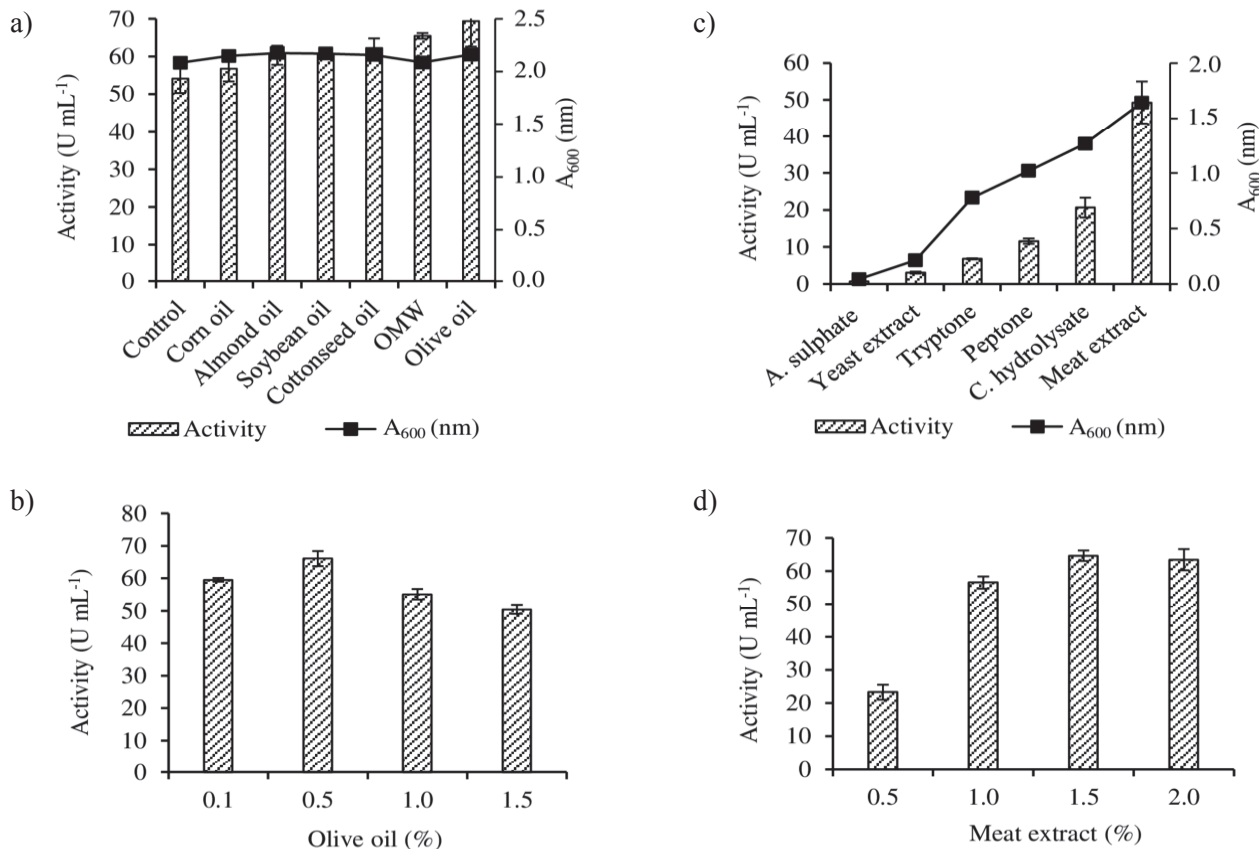 a)
Activity (U mL⁻¹)
70
60
50
40
30
20
10
0
2.5
2.0
1.5
1.0
0.5
0.0
A₆₀₀ (nm)
Control
Corn oil
Almond oil
Soybean oil
Cottonseed oil
OMW
Olive oil
Activity
A₆₀₀ (nm)
c)
Activity (U mL⁻¹)
60
50
40
30
20
10
0
2.0
1.5
1.0
0.5
0.0
A₆₀₀ (nm)
A. sulphate
Yeast extract
Tryptone
Peptone
C. hydrolysate
Meat extract
Activity
A₆₀₀ (nm)
b)
Activity (U mL⁻¹)
80
70
60
50
40
30
20
10
0
0.1 0.5 1.0 1.5
Olive oil (%)
d)
Activity (U mL⁻¹)
70
60
50
40
30
20
10
0
0.5 1.0 1.5 2.0
Meat extract (%)